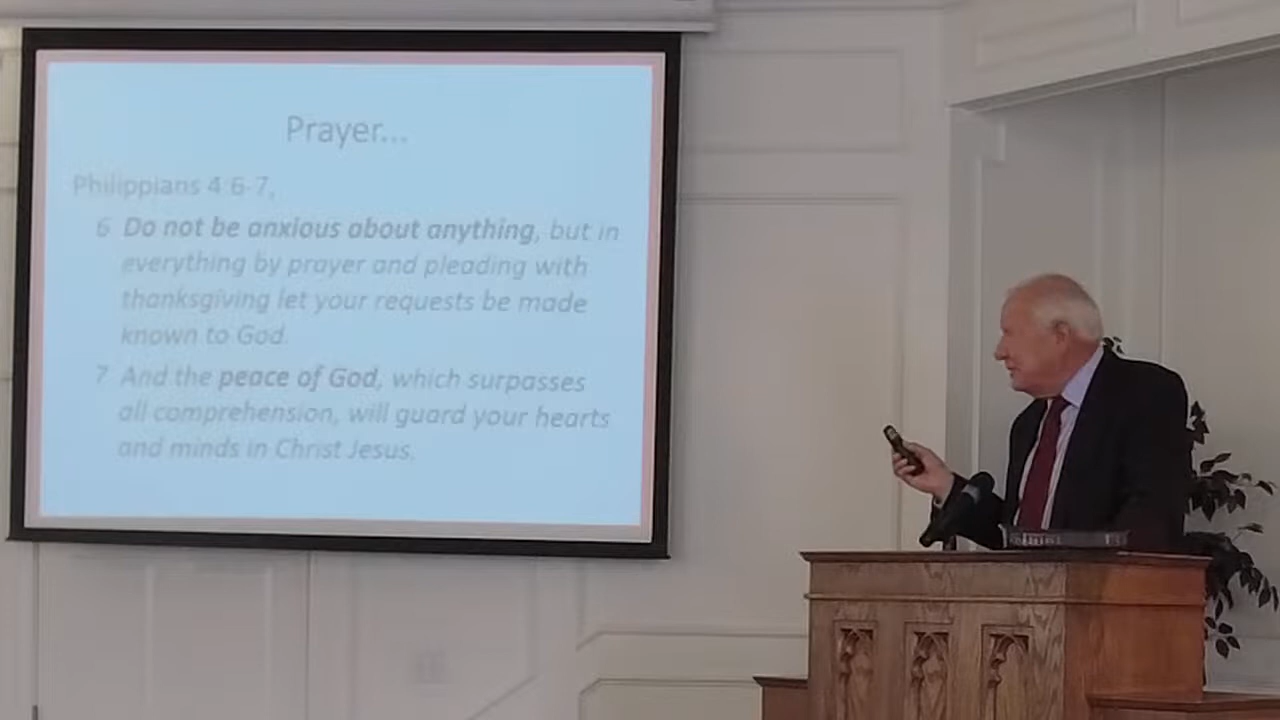 Prayer...
Philippians 4:6-7,
6 Do not be anxious about anything, but in
everything by prayer and pleading with
thanksgiving let your requests be made
known to God.
7 And the peace of God, which surpasses
all comprehension, will guard your hearts
and minds in Christ Jesus.